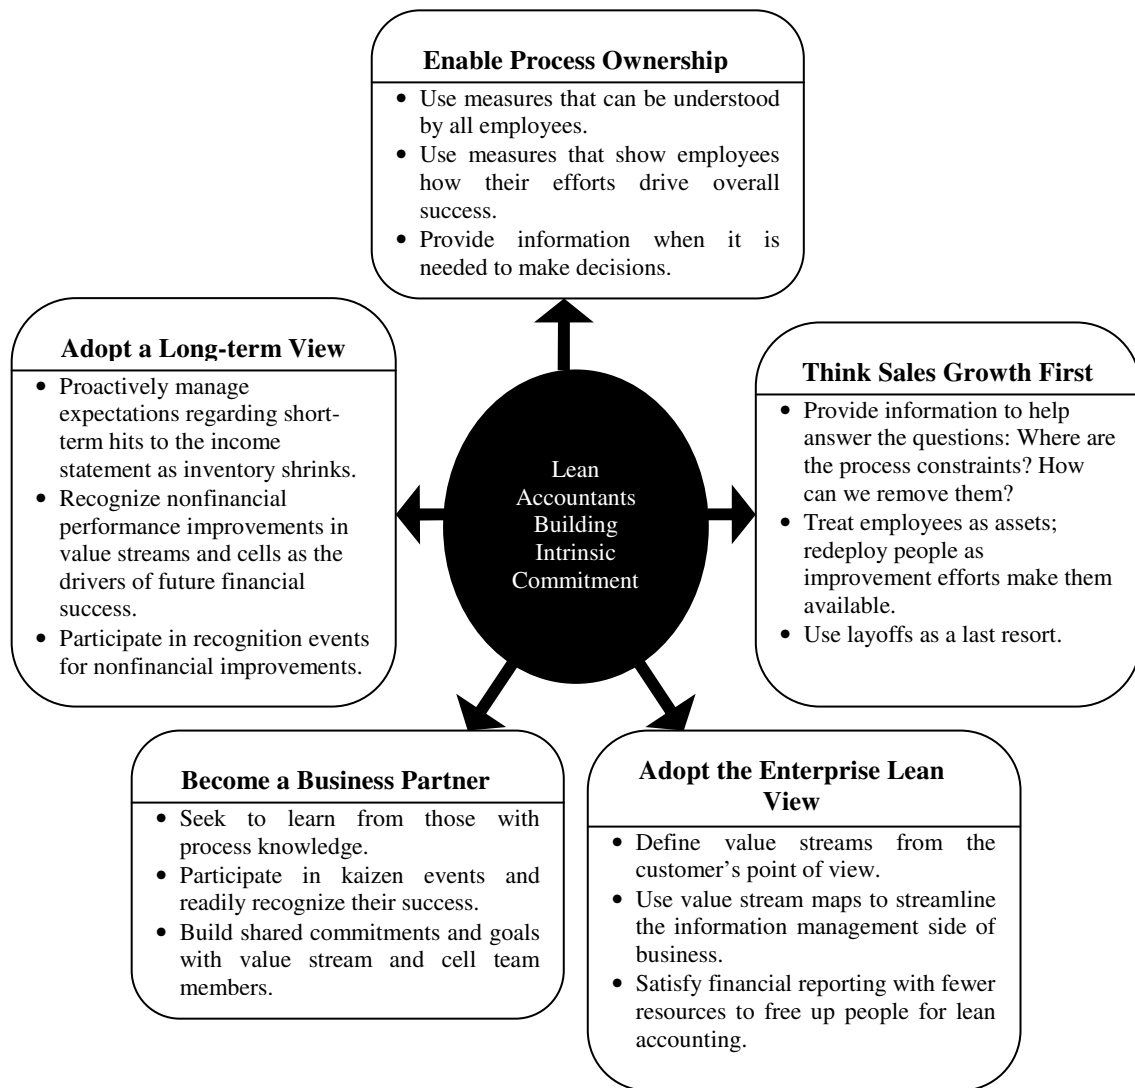 Enable Process Ownership
• Use measures that can be understood
by all employees.
• Use measures that show employees
how their efforts drive overall
success.
• Provide information when it is
needed to make decisions.
Adopt a Long-term View
• Proactively manage
expectations regarding short-
term hits to the income
statement as inventory shrinks.
• Recognize nonfinancial
performance improvements in
value streams and cells as the
drivers of future financial
success.
• Participate in recognition events
for nonfinancial improvements.
Lean
Accountants
Building
Intrinsic
Commitment
Think Sales Growth First
• Provide information to help
answer the questions: Where are
the process constraints? How
can we remove them?
• Treat employees as assets;
redeploy people as
improvement efforts make them
available.
• Use layoffs as a last resort.
Become a Business Partner
• Seek to learn from those with
process knowledge.
• Participate in kaizen events and
readily recognize their success.
• Build shared commitments and goals
with value stream and cell team
members.
Adopt the Enterprise Lean
View
• Define value streams from the
customer's point of view.
• Use value stream maps to streamline
the information management side of
business.
• Satisfy financial reporting with fewer
resources to free up people for lean
accounting.